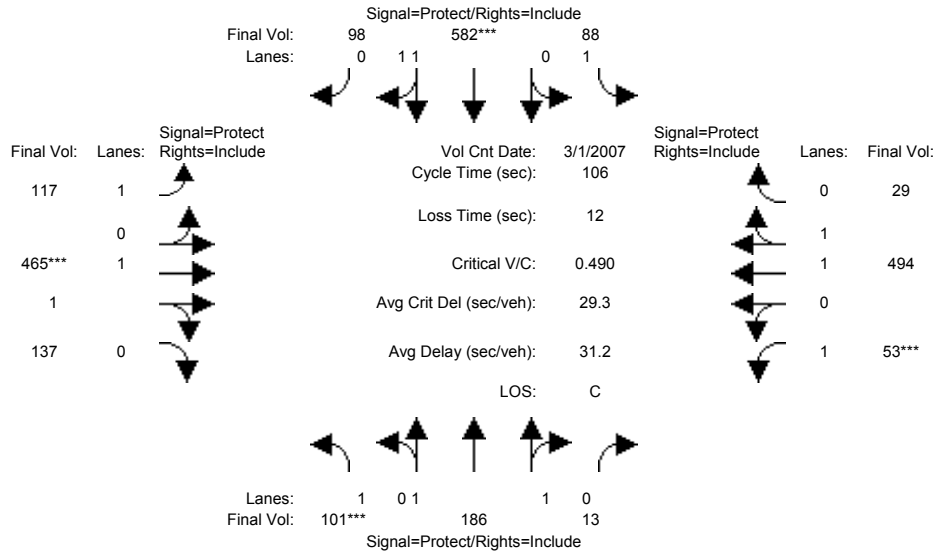 Signal=Protect/Rights=Include
Final Vol: 98 582*** 88
Lanes: 0 1 1 0 1
Signal=Protect Signal=Protect
Final Vol: Lanes: Rights=Include Vol Cnt Date: 3/1/2007 Rights=Include Lanes: Final Vol:
Cycle Time (sec): 106
117 1 0 29
Loss Time (sec): 12
0 1
465*** 1 Critical V/C: 0.490 1 494
1 Avg Crit Del (sec/veh): 29.3 0
137 0 Avg Delay (sec/veh): 31.2 1 53***
LOS: C
Lanes: 1 0 1 1 0
Final Vol: 101*** 186 13
Signal=Protect/Rights=Include